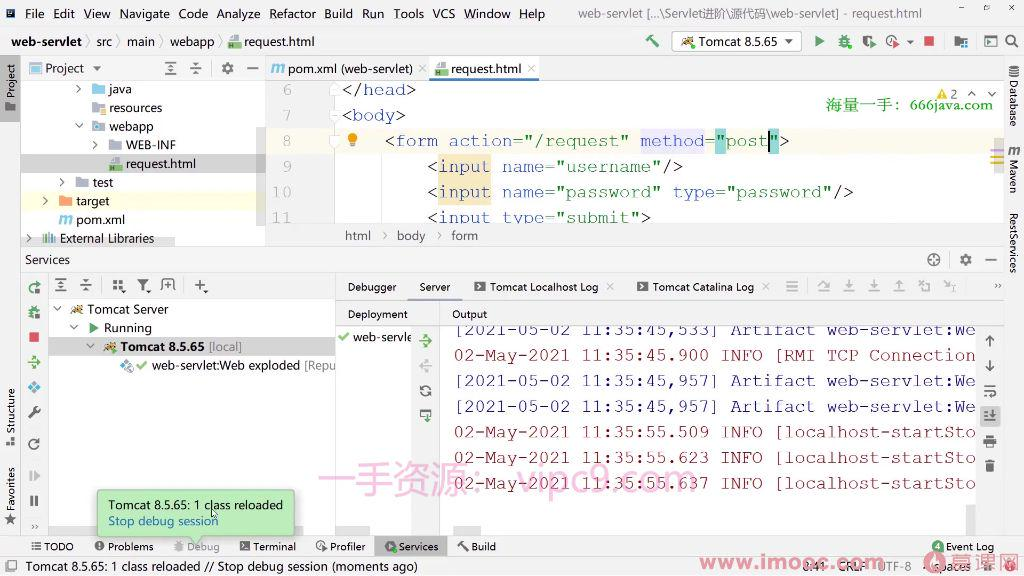 File Edit View Navigate Code Analyze Refactor Build Run Tools VCS Window Help web-servlet [...\Servlet进阶\源代码\web-servlet] - request.html
web-servlet src main webapp request.html Tomcat 8.5.65
Project
Project
pom.xml (web-servlet) request.html
java
resources
webapp
WEB-INF
request.html
test
target
pom.xml
External Libraries
6 </head>
7 <body>
8 <form action="/request" method="post">
9 <input name="username"/>
10 <input name="password" type="password"/>
11 <input type="submit">
2
海量一手：666java.com
html body form
Database
Maven
RestServices
Services
Debugger Server Tomcat Localhost Log Tomcat Catalina Log
Tomcat Server
Running
Tomcat 8.5.65 [local]
web-servlet:Web exploded [Repu
Deployment
web-servle
Output
[2021-05-02 11:35:45,533] Artifact web-servlet:We
02-May-2021 11:35:45.900 INFO [RMI TCP Connection
[2021-05-02 11:35:45,957] Artifact web-servlet:We
[2021-05-02 11:35:45,957] Artifact web-servlet:We
02-May-2021 11:35:55.509 INFO [localhost-startSto
02-May-2021 11:35:55.623 INFO [localhost-startSto
02-May-2021 11:35:55.637 INFO [localhost-startSto
一手资源：vipc9.com
Structure
Favorites
Tomcat 8.5.65: 1 class reloaded
Stop debug session
TODO Problems Debug Terminal Profiler Services Build 4 Event Log
Tomcat 8.5.65: 1 class reloaded // Stop debug session (moments ago) 8:41 CRLF UTF-8 4 spaces
www.imooc.com 慕课网